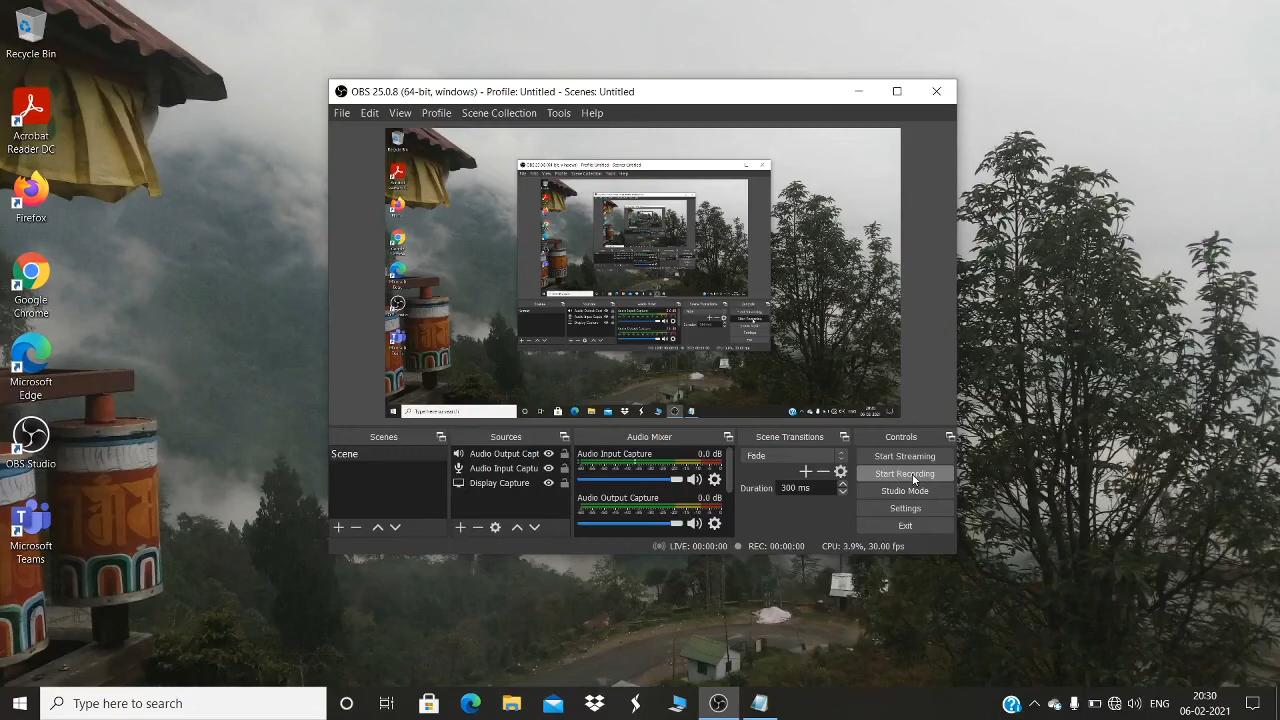 Recycle Bin
Acrobat
Reader DC
Firefox
Google
Chrome
Microsoft
Edge
OBS Studio
Microsoft
Teams
OBS 25.0.8 (64-bit, windows) - Profile: Untitled - Scenes: Untitled
File Edit View Profile Scene Collection Tools Help
Scenes Sources Audio Mixer Scene Transitions Controls
Scene
Audio Output Capt
Audio Input Captu
Display Capture
Audio Input Capture 0.0 dB
Audio Output Capture 0.0 dB
Fade
Duration 300 ms
Start Streaming
Start Recording
Studio Mode
Settings
Exit
LIVE: 00:00:00 REC: 00:00:00 CPU: 3.9%, 30.00 fps
Type here to search
ENG
20:30
06-02-2021